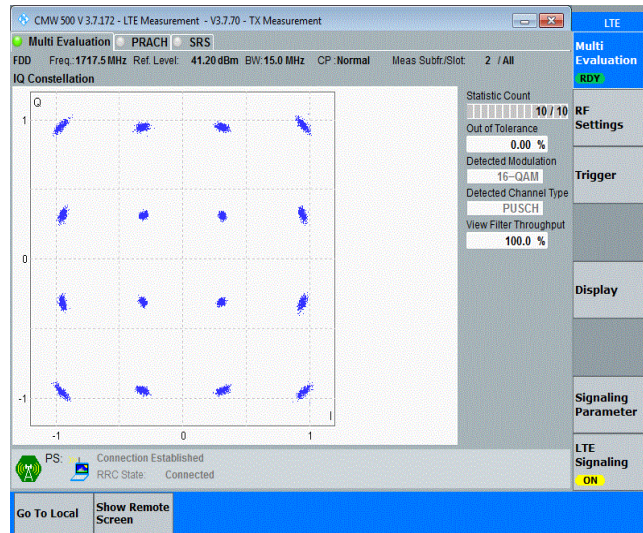 CMW 500 V 3.7.172 - LTE Measurement - V3.7.70 - TX Measurement
LTE
Multi Evaluation PRACH SRS
Multi
Evaluation
RDY
FDD Freq.:1717.5 MHz Ref. Level: 41.20 dBm BW:15.0 MHz CP :Normal Meas Subfr./Slot: 2 / All
IQ Constellation
Statistic Count
10 / 10
Out of Tolerance
0.00 %
Detected Modulation
16-QAM
Detected Channel Type
PUSCH
View Filter Throughput
100.0 %
RF
Settings
Trigger
Display
Signaling
Parameter
LTE
Signaling
ON
Q
1
0
-1
I
-1 0 1
PS: Connection Established
RRC State: Connected
Go To Local
Show Remote
Screen